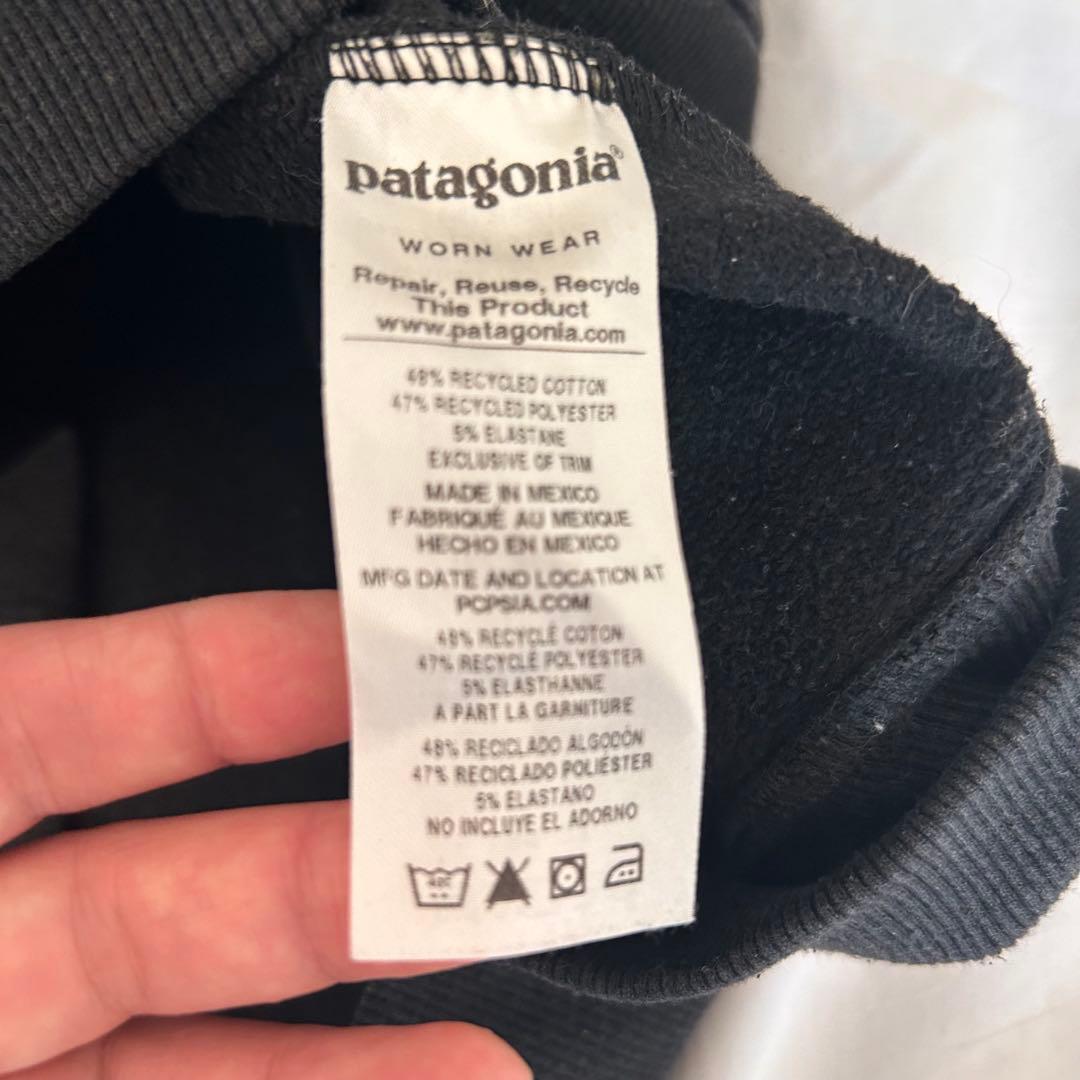 patagonia®
WORN WEAR
Repair, Reuse, Recycle
This Product
www.patagonia.com
48% RECYCLED COTTON
47% RECYCLED POLYESTER
5% ELASTANE
EXCLUSIVE OF TRIM
MADE IN MEXICO
FABRIQUÉ AU MEXIQUE
HECHO EN MEXICO
MFG DATE AND LOCATION AT
PCPSIA.COM
48% RECYCLÉ COTON
47% RECYCLÉ POLYESTER
5% ELASTHANNE
A PART LA GARNITURE
48% RECICLADO ALGODÓN
47% RECICLADO POLIÉSTER
5% ELASTANO
NO INCLUYE EL ADORNO